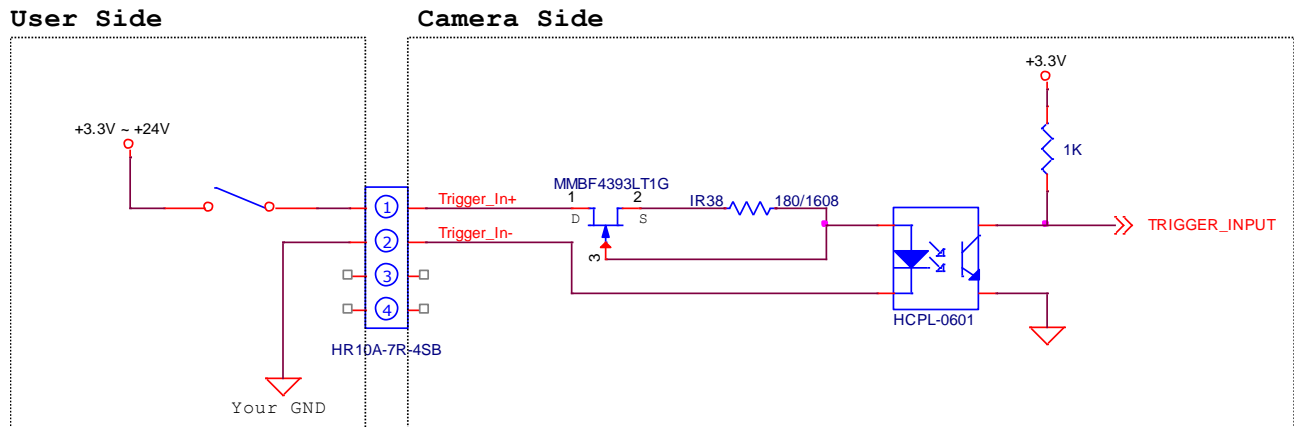 User Side
Camera Side
+3.3V
+3.3V ~ +24V
1K
MMBF4393LT1G
1
Trigger_In+
1
2
IR38
180/1608
D
S
TRIGGER_INPUT
2
Trigger_In-
3
3
4
HCPL-0601
HR10A-7R-4SB
Your GND